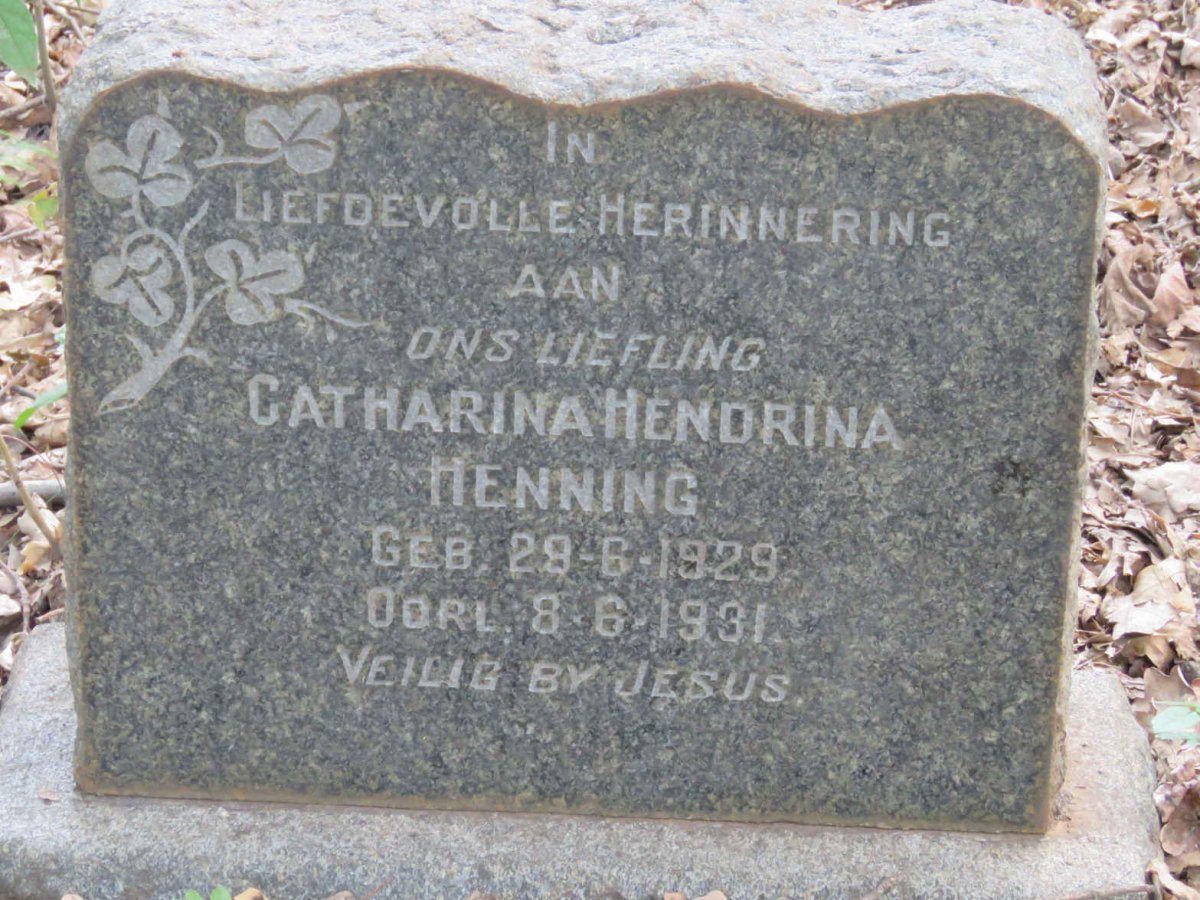 IN
LIEFDEVOLLE HERINNERING
AAN
ONS LIEFLING
CATHARINA HENDRINA
HENNING
GEB. 29-6-1929
OORL. 8-6-1931
VEILIG BY JESUS